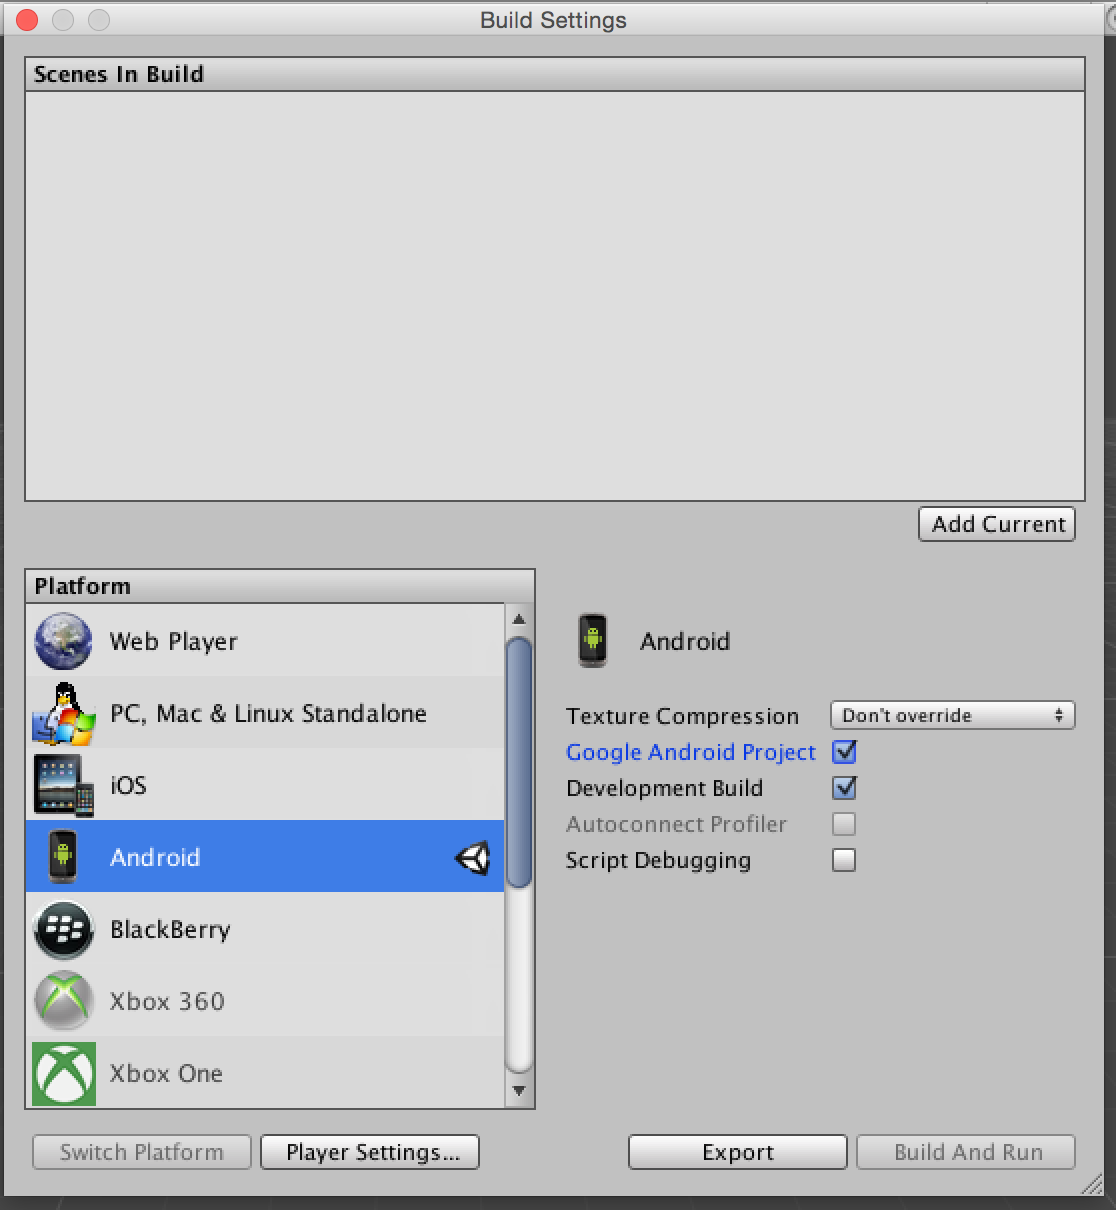 Build Settings
Scenes In Build
Add Current
Platform
Web Player
PC, Mac & Linux Standalone
iOS
Android
BlackBerry
Xbox 360
Xbox One
Android
Texture Compression Don't override
Google Android Project
Development Build
Autoconnect Profiler
Script Debugging
Switch Platform Player Settings... Export Build And Run